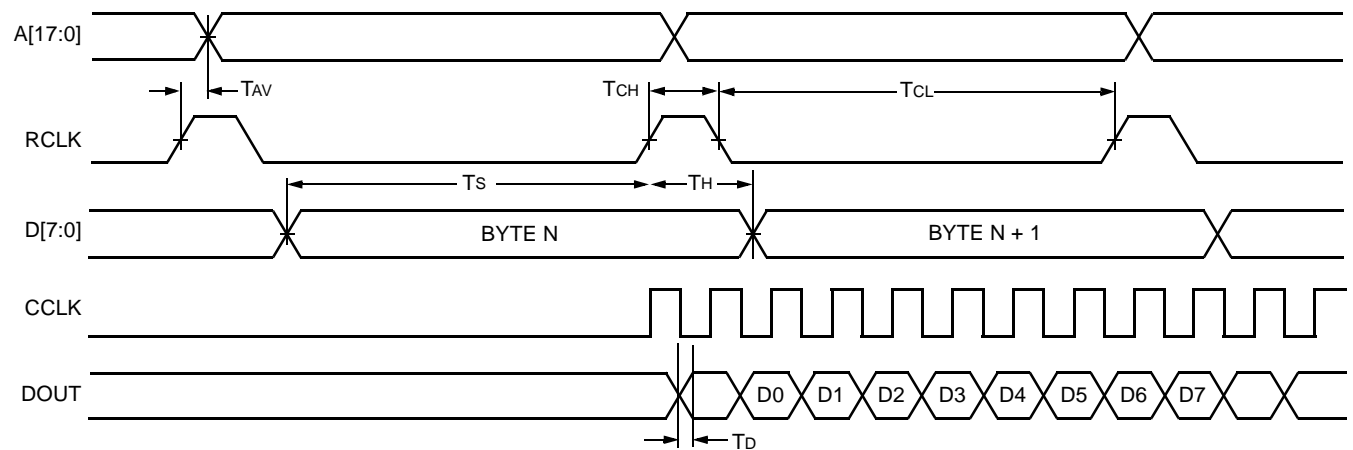 A[17:0]
TAV
TCH
TCL
RCLK
TS
TH
D[7:0]
BYTE N
BYTE N + 1
CCLK
DOUT
D0
D1
D2
D3
D4
D5
D6
D7
TD